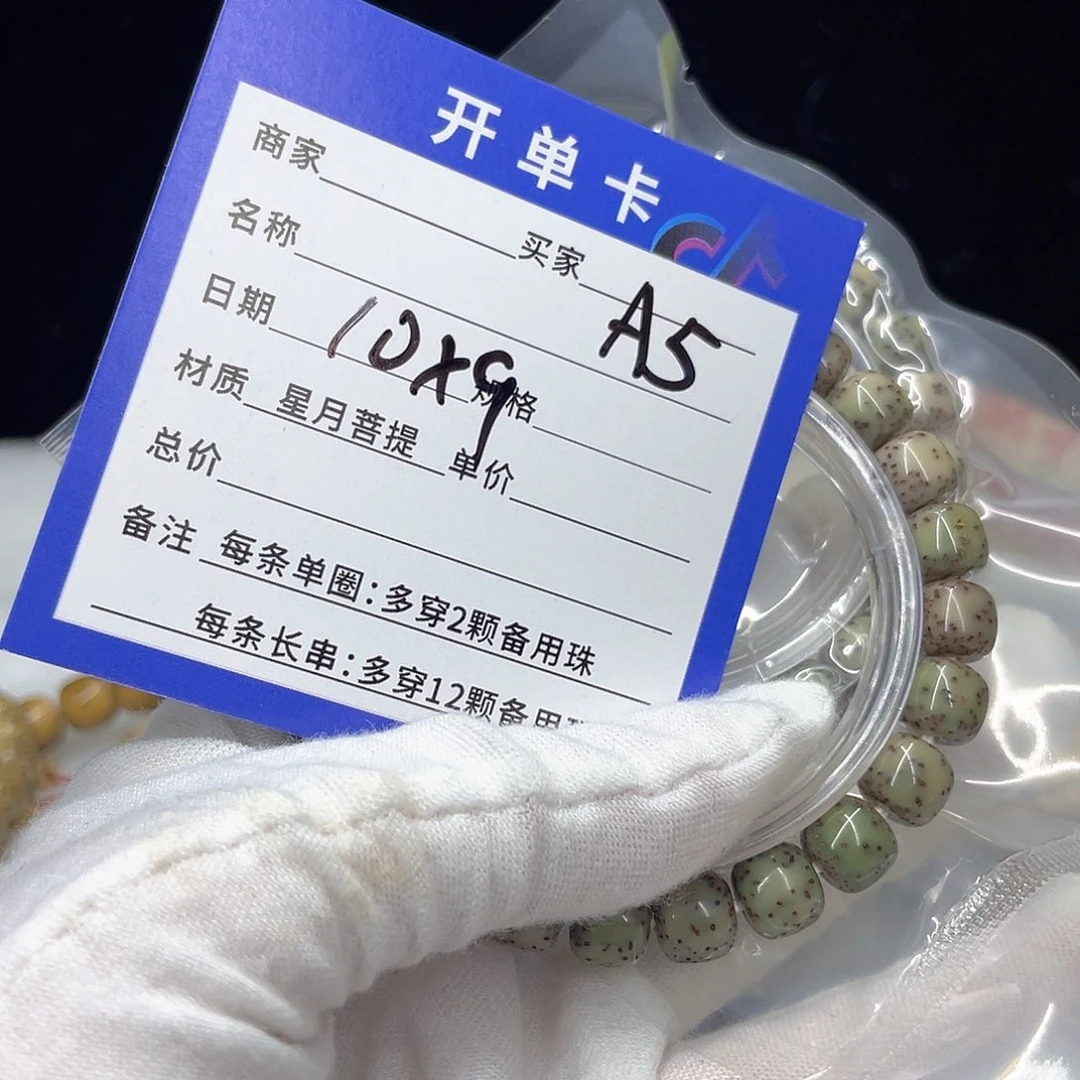 开单卡
商家 买家
名称 A5
日期 10X9 规格
材质 星月菩提 单价
总价
备注 每条单圈:多穿2颗备用珠
每条长串:多穿12颗备用